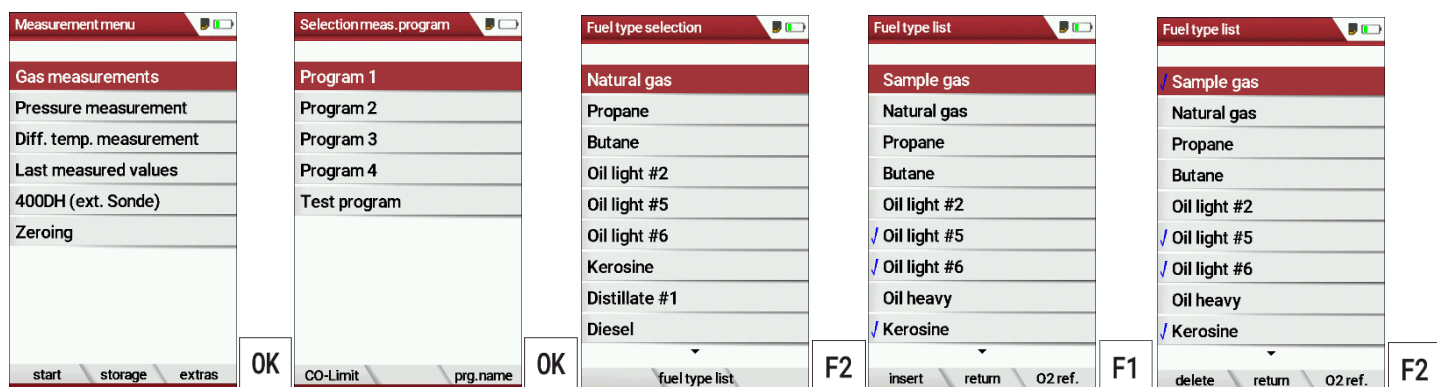 Measurement menu
Gas measurements
Pressure measurement
Diff. temp. measurement
Last measured values
400DH (ext. Sonde)
Zeroing
start storage extras
OK
Selection meas.program
Program 1
Program 2
Program 3
Program 4
Test program
CO-Limit prg.name
OK
Fuel type selection
Natural gas
Propane
Butane
Oil light #2
Oil light #5
Oil light #6
Kerosine
Distillate #1
Diesel
fuel type list
F2
Fuel type list
Sample gas
Natural gas
Propane
Butane
Oil light #2
Oil light #5
Oil light #6
Oil heavy
Kerosine
insert return O2 ref.
F1
Fuel type list
Sample gas
Natural gas
Propane
Butane
Oil light #2
Oil light #5
Oil light #6
Oil heavy
Kerosine
delete return O2 ref.
F2